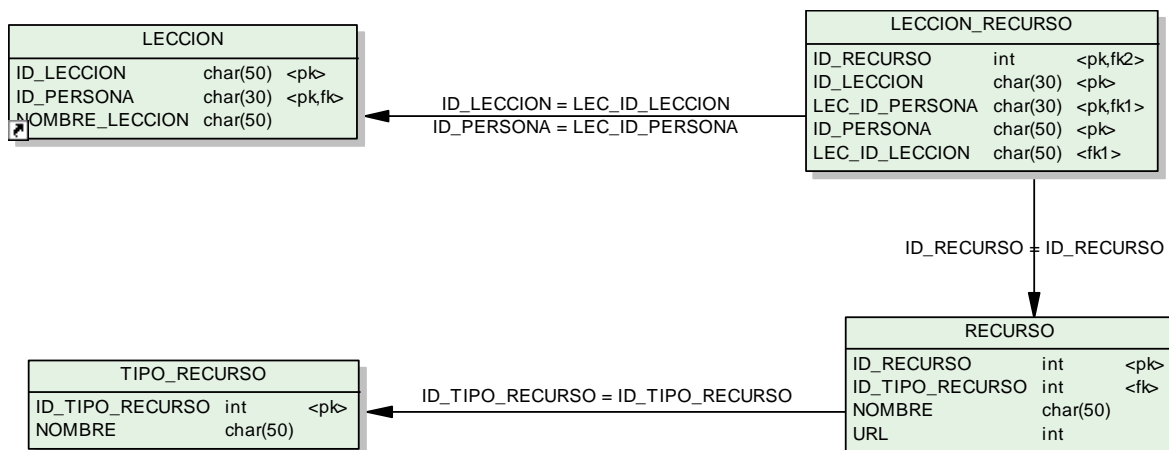 LECCION
ID_LECCION char(50) <pk>
ID_PERSONA char(30) <pk,fk>
NOMBRE_LECCION char(50)
ID_LECCION = LEC_ID_LECCION
ID_PERSONA = LEC_ID_PERSONA
LECCION_RECURSO
ID_RECURSO int <pk,fk2>
ID_LECCION char(30) <pk>
LEC_ID_PERSONA char(30) <pk,fk1>
ID_PERSONA char(50) <pk>
LEC_ID_LECCION char(50) <fk1>
ID_RECURSO = ID_RECURSO
TIPO_RECURSO
ID_TIPO_RECURSO int <pk>
NOMBRE char(50)
ID_TIPO_RECURSO = ID_TIPO_RECURSO
RECURSO
ID_RECURSO int <pk>
ID_TIPO_RECURSO int <fk>
NOMBRE char(50)
URL int